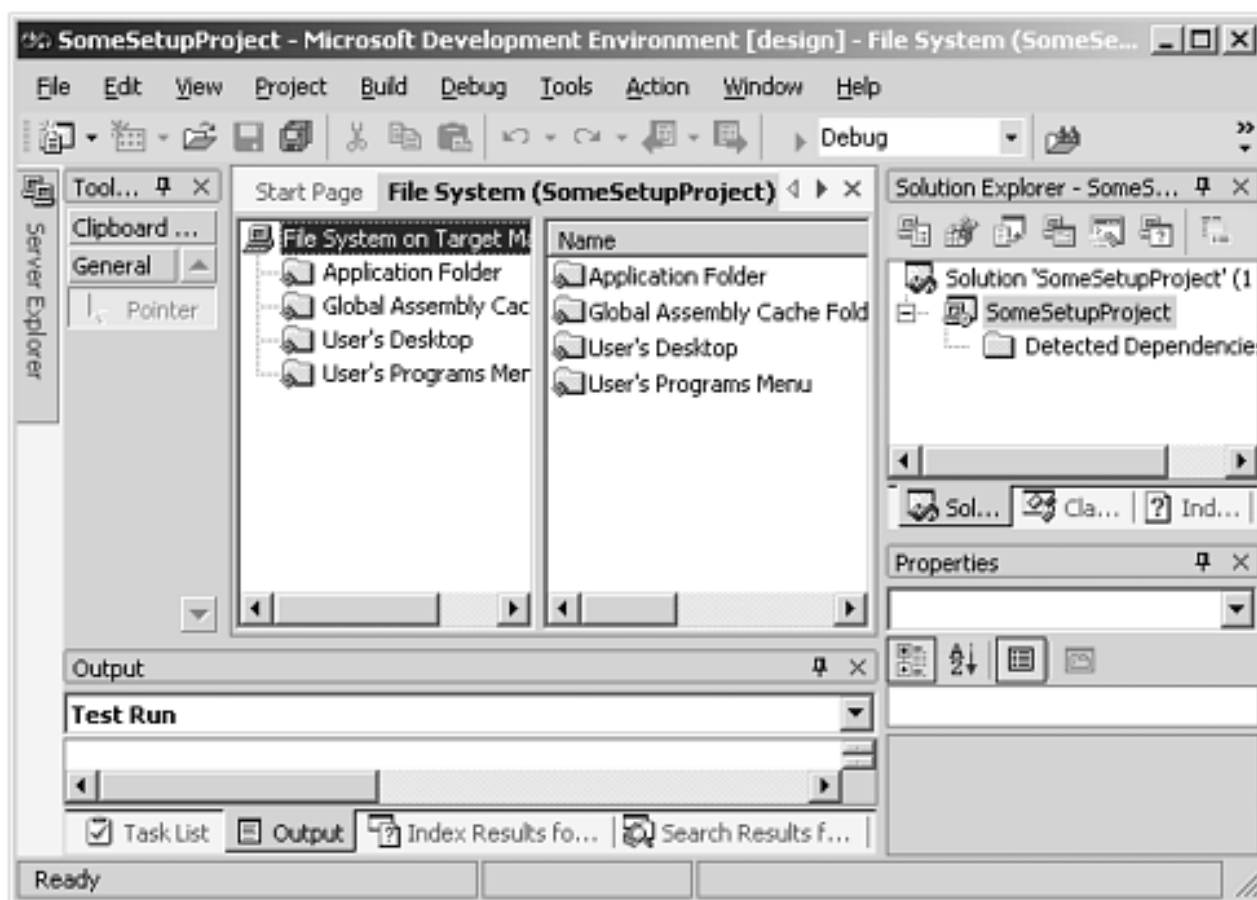 SomeSetupProject - Microsoft Development Environment [design] - File System (SomeSe...
File Edit View Project Build Debug Tools Action Window Help
Debug
Server Explorer
Tool...
Clipboard ...
General
Pointer
Start Page File System (SomeSetupProject)
File System on Target Ma
Application Folder
Global Assembly Cac
User's Desktop
User's Programs Mer
Name
Application Folder
Global Assembly Cache Fold
User's Desktop
User's Programs Menu
Solution Explorer - SomeS...
Solution 'SomeSetupProject' (1
SomeSetupProject
Detected Dependencie
Sol... Cla... Ind...
Properties
Output
Test Run
Task List Output Index Results fo... Search Results f...
Ready